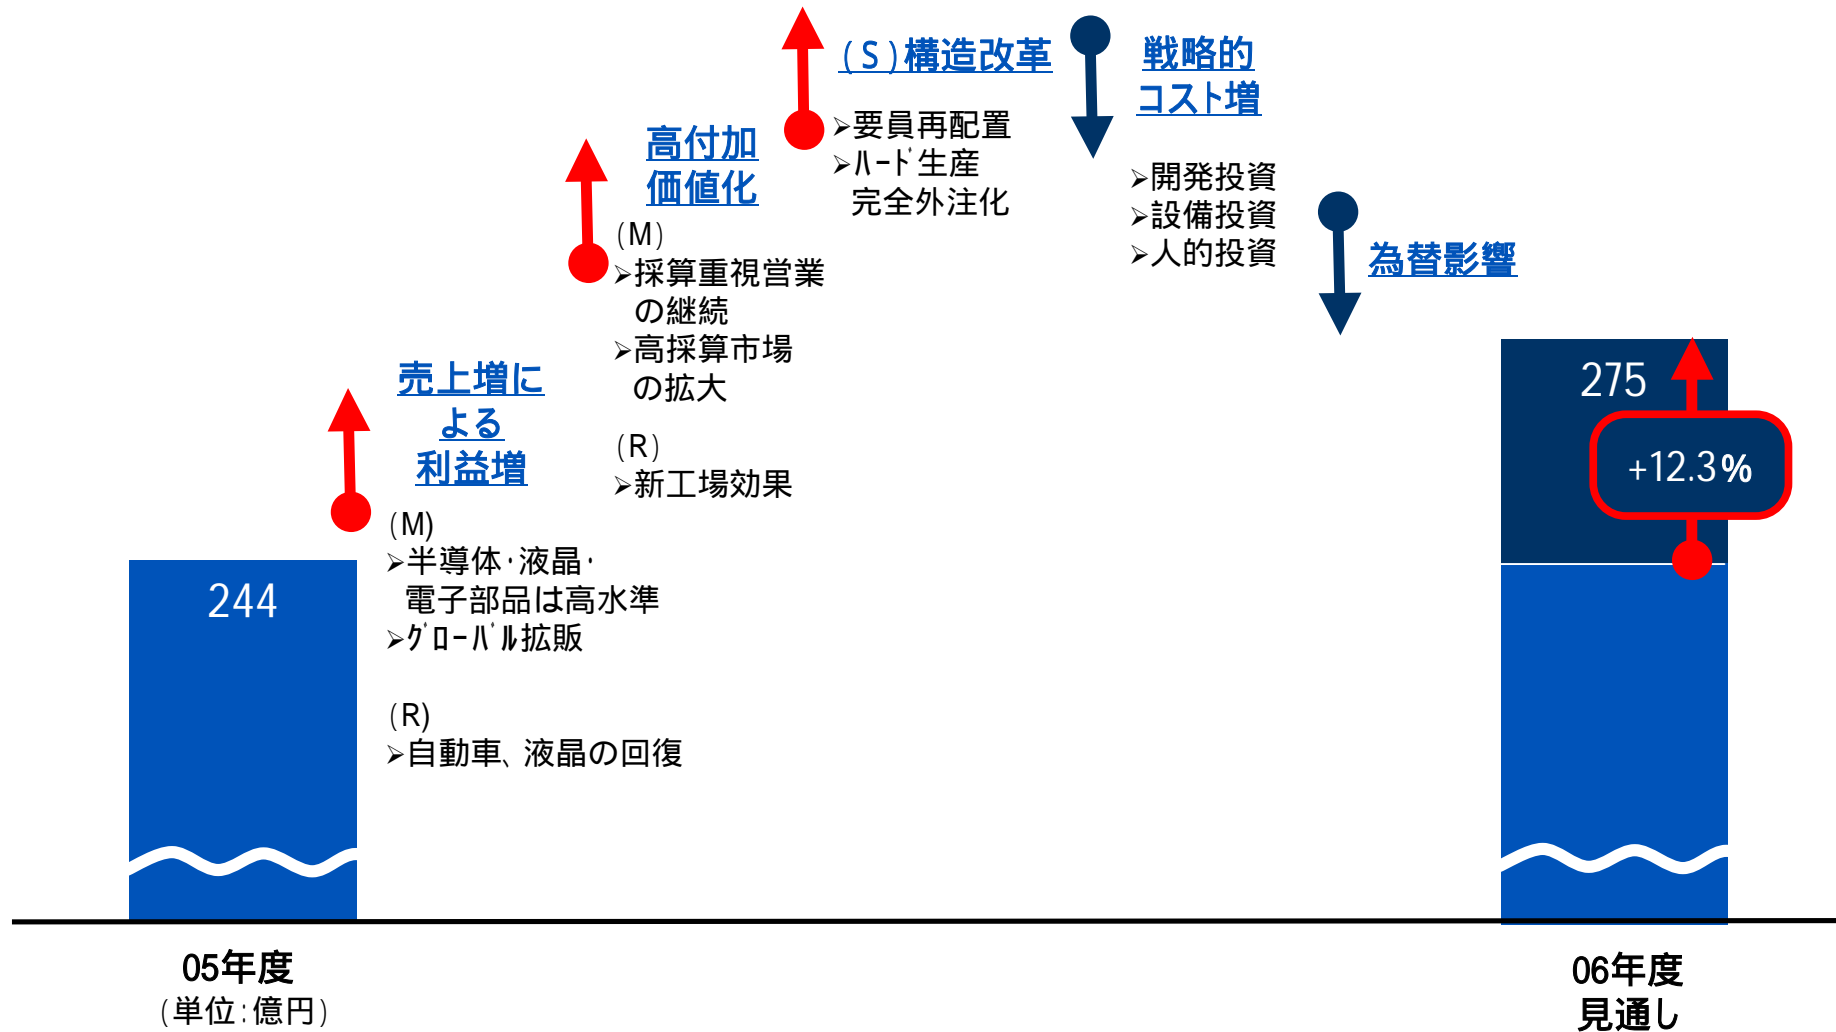 (S)構造改革
➢要員再配置
➢ハード生産
完全外注化
戦略的
コスト増
➢開発投資
➢設備投資
➢人的投資
高付加
価値化
(M)
➢採算重視営業
の継続
➢高採算市場
の拡大
(R)
➢新工場効果
為替影響
売上増に
よる
利益増
(M)
➢半導体・液晶・
電子部品は高水準
➢グローバル拡販
(R)
➢自動車、液晶の回復
244
275
+12.3%
05年度
(単位:億円)
06年度
見通し